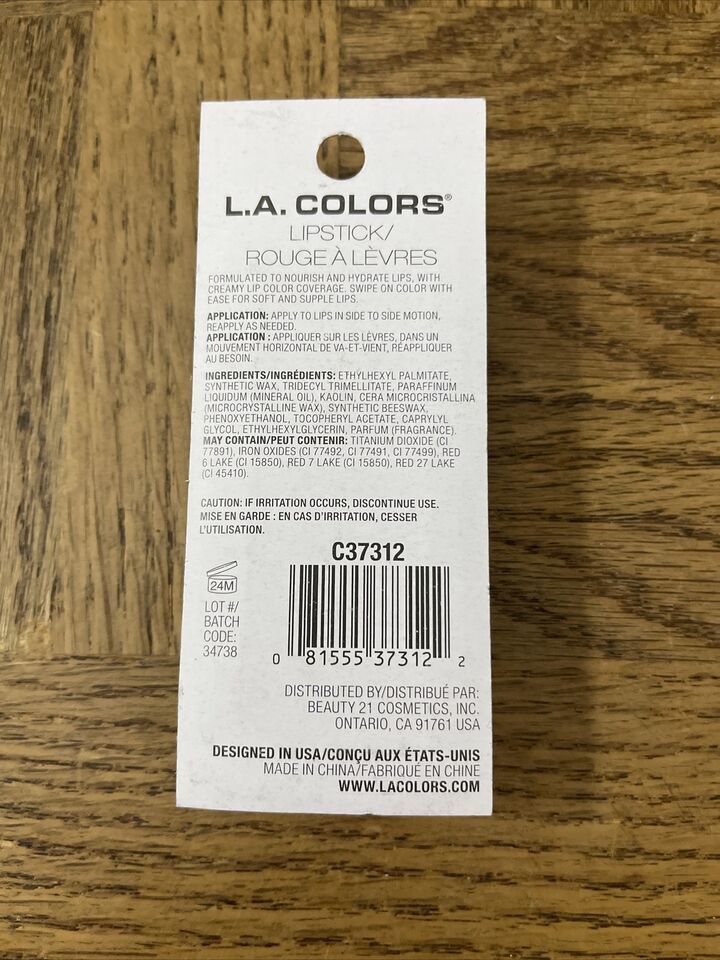 L.A. COLORS®
LIPSTICK/
ROUGE À LÈVRES
FORMULATED TO NOURISH AND HYDRATE LIPS, WITH
CREAMY LIP COLOR COVERAGE. SWIPE ON COLOR WITH
EASE FOR SOFT AND SUPPLE LIPS.
APPLICATION: APPLY TO LIPS IN SIDE TO SIDE MOTION,
REAPPLY AS NEEDED.
APPLICATION : APPLIQUER SUR LES LÈVRES, DANS UN
MOUVEMENT HORIZONTAL DE VA-ET-VIENT, RÉAPPLIQUER
AU BESOIN.
INGREDIENTS/INGRÉDIENTS: ETHYLHEXYL PALMITATE,
SYNTHETIC WAX, TRIDECYL TRIMELLITATE, PARAFFINUM
LIQUIDUM (MINERAL OIL), KAOLIN, CERA MICROCRISTALLINA
(MICROCRYSTALLINE WAX), SYNTHETIC BEESWAX,
PHENOXYETHANOL, TOCOPHERYL ACETATE, CAPRYLYL
GLYCOL, ETHYLHEXYLGLYCERIN, PARFUM (FRAGRANCE).
MAY CONTAIN/PEUT CONTENIR: TITANIUM DIOXIDE (CI
77891), IRON OXIDES (CI 77492, CI 77491, CI 77499), RED
6 LAKE (CI 15850), RED 7 LAKE (CI 15850), RED 27 LAKE
(CI 45410).
CAUTION: IF IRRITATION OCCURS, DISCONTINUE USE.
MISE EN GARDE : EN CAS D'IRRITATION, CESSER
L'UTILISATION.
C37312
24M
LOT #/
BATCH
CODE:
34738
0 81555 37312 2
DISTRIBUTED BY/DISTRIBUÉ PAR:
BEAUTY 21 COSMETICS, INC.
ONTARIO, CA 91761 USA
DESIGNED IN USA/CONÇU AUX ÉTATS-UNIS
MADE IN CHINA/FABRIQUÉ EN CHINE
WWW.LACOLORS.COM